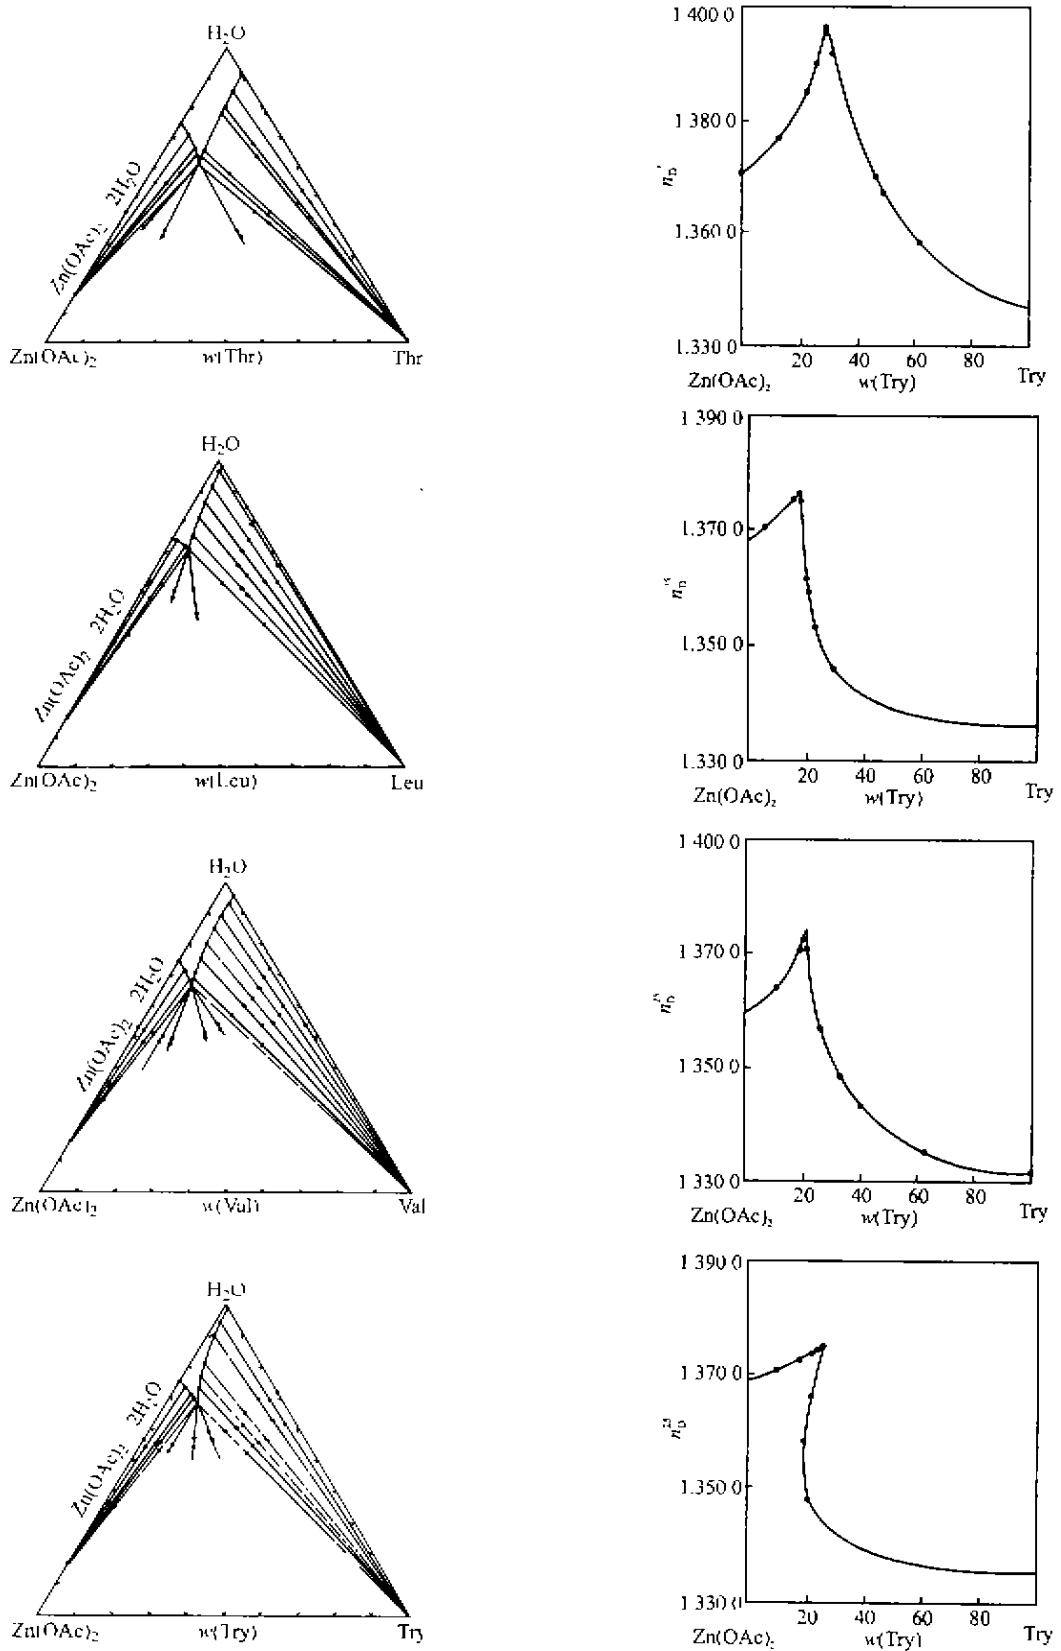 H₂O
Zn(OAc)₂ 2H₂O
Zn(OAc)₂ w(Thr) Thr
1 400 0
1 380 0
1 360 0
1.330 0
20 40 60 80
Zn(OAc)₂ w(Try) Try
H₂O
Zn(OAc)₂ 2H₂O
Zn(OAc)₂ w(Leu) Leu
1 390 0
1.370 0
1.350 0
1.330 0
20 40 60 80
Zn(OAc)₂ w(Try) Try
H₂O
Zn(OAc)₂ 2H₂O
Zn(OAc)₂ w(Val) Val
1 400 0
1 370 0
1 350 0
1 330 0
20 40 60 80
Zn(OAc)₂ w(Try) Try
H₂O
Zn(OAc)₂ 2H₂O
Zn(OAc)₂ w(Try) Try
1 390 0
1 370 0
1.350 0
1 330 0
20 40 60 80
Zn(OAc)₂ w(Try) Try